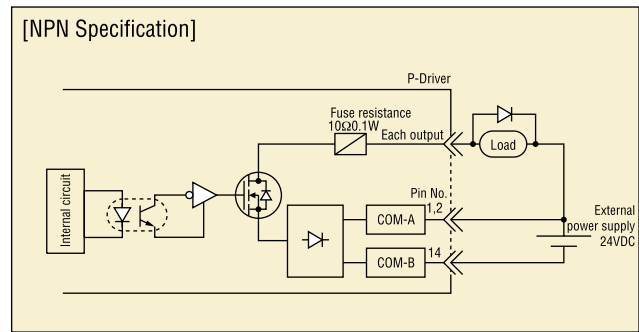 [NPN Specification]
P-Driver
Fuse resistance
10Ω0.1W
Each output
Load
Internal circuit
Pin No.
1,2
COM-A
External
power supply
24VDC
14
COM-B